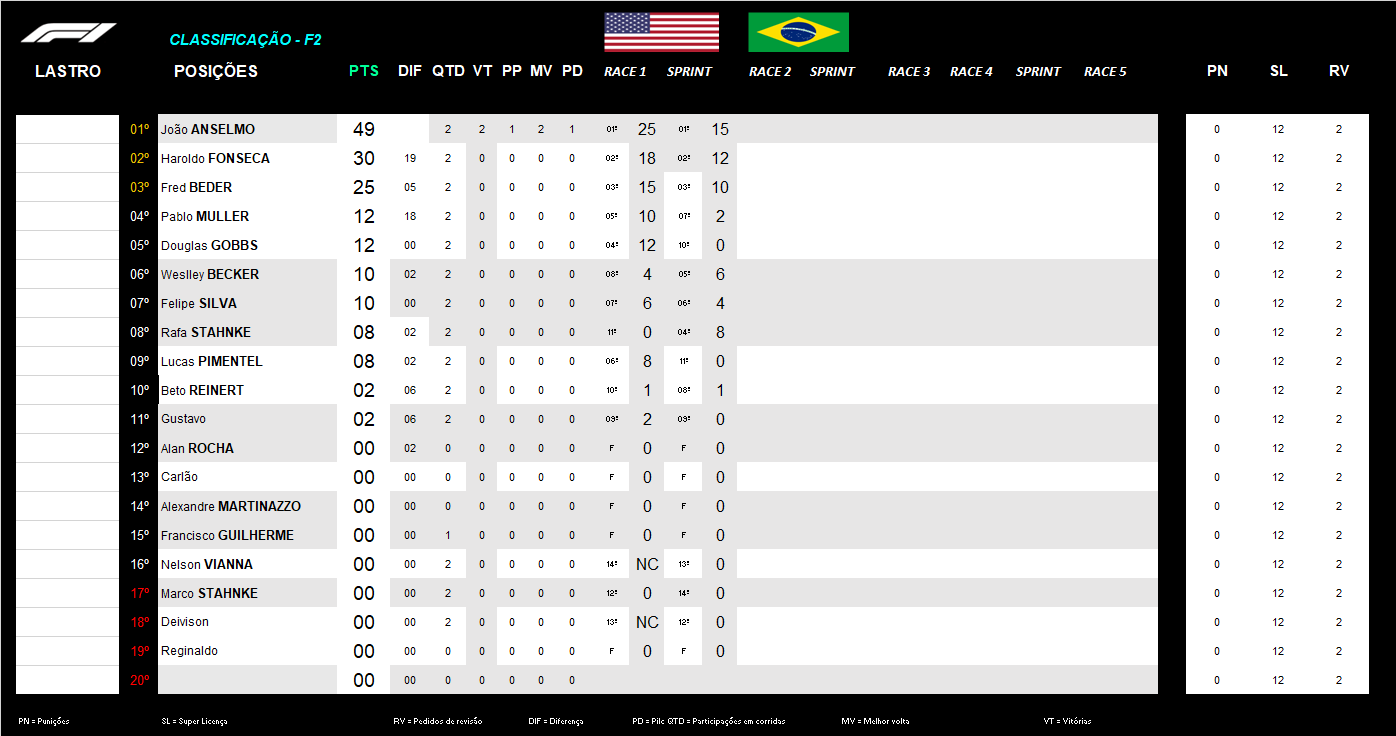 F1
CLASSIFICAÇÃO - F2
LASTRO POSIÇÕES PTS DIF QTD VT PP MV PD RACE 1 SPRINT RACE 2 SPRINT RACE 3 RACE 4 SPRINT RACE 5 PN SL RV
01º João ANSELMO 49 2 2 1 2 1 01º 25 01º 15 0 12 2
02º Haroldo FONSECA 30 19 2 0 0 0 0 02º 18 02º 12 0 12 2
03º Fred BEDER 25 05 2 0 0 0 0 03º 15 03º 10 0 12 2
04º Pablo MULLER 12 18 2 0 0 0 0 05º 10 07º 2 0 12 2
05º Douglas GOBBS 12 00 2 0 0 0 0 04º 12 10º 0 0 12 2
06º Weslley BECKER 10 02 2 0 0 0 0 08º 4 05º 6 0 12 2
07º Felipe SILVA 10 00 2 0 0 0 0 07º 6 06º 4 0 12 2
08º Rafa STAHNKE 08 02 2 0 0 0 0 11º 0 04º 8 0 12 2
09º Lucas PIMENTEL 08 02 2 0 0 0 0 06º 8 11º 0 0 12 2
10º Beto REINERT 02 06 2 0 0 0 0 10º 1 08º 1 0 12 2
11º Gustavo 02 06 2 0 0 0 0 09º 2 09º 0 0 12 2
12º Alan ROCHA 00 02 0 0 0 0 0 F 0 F 0 0 12 2
13º Carlão 00 00 0 0 0 0 0 F 0 F 0 0 12 2
14º Alexandre MARTINAZZO 00 00 0 0 0 0 0 F 0 F 0 0 12 2
15º Francisco GUILHERME 00 00 1 0 0 0 0 F 0 F 0 0 12 2
16º Nelson VIANNA 00 00 2 0 0 0 0 14º NC 13º 0 0 12 2
17º Marco STAHNKE 00 00 2 0 0 0 0 12º 0 14º 0 0 12 2
18º Deivison 00 00 2 0 0 0 0 13º NC 12º 0 0 12 2
19º Reginaldo 00 00 0 0 0 0 0 F 0 F 0 0 12 2
20º 00 00 0 0 0 0 0 0 12 2
PN = Punições SL = Super Licença RV = Pedidos de revisão DIF = Diferença PD = Pilc QTD = Participações em corridas MV = Melhor volta VT = Vitórias